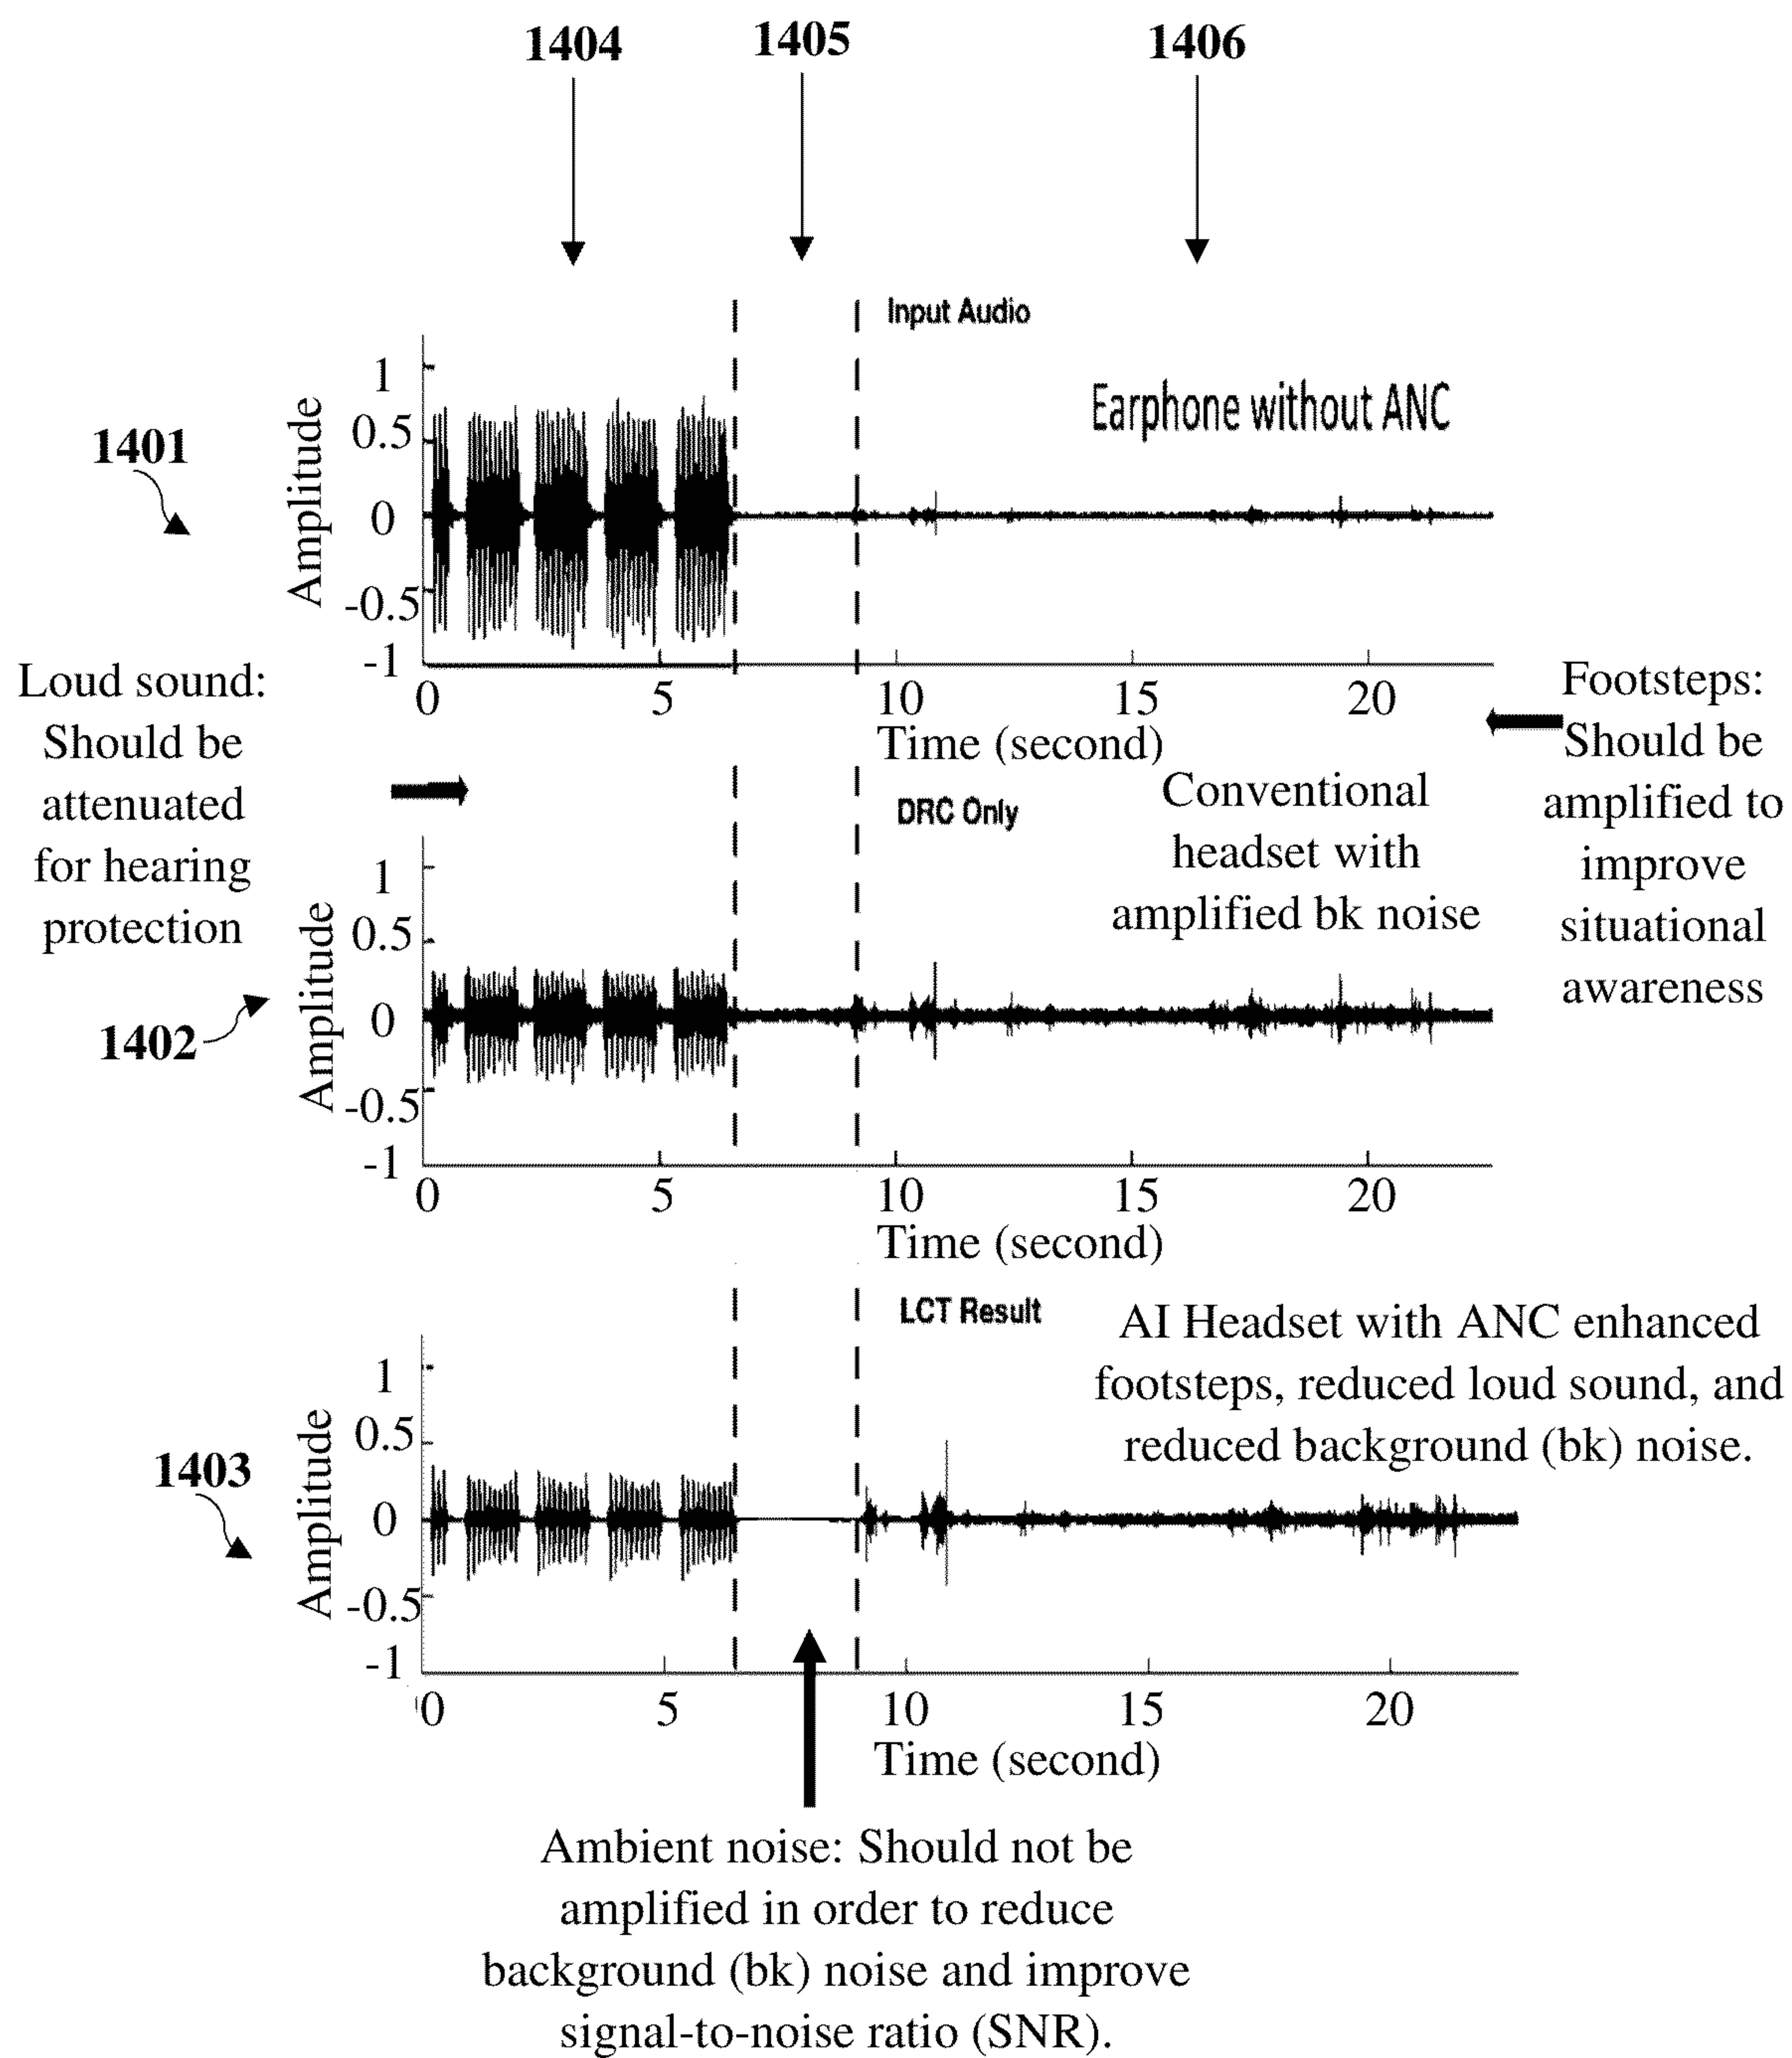 1404
1405
1406
Input Audio
Earphone without ANC
1401
Amplitude
1
0.5
0
-0.5
-1
0
5
10
15
20
Time (second)
Loud sound:
Should be
attenuated
for hearing
protection
Footsteps:
Should be
amplified to
improve
situational
awareness
DRC Only
Conventional
headset with
amplified bk noise
1402
Amplitude
1
0.5
0
-0.5
-1
0
5
10
15
20
Time (second)
LCT Result
AI Headset with ANC enhanced
footsteps, reduced loud sound, and
reduced background (bk) noise.
1403
Amplitude
1
0.5
0
-0.5
-1
0
5
10
15
20
Time (second)
Ambient noise: Should not be
amplified in order to reduce
background (bk) noise and improve
signal-to-noise ratio (SNR).